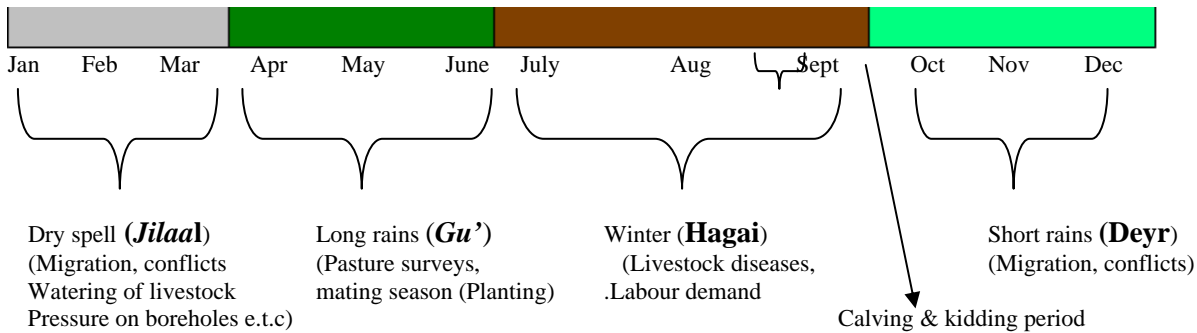 Jan Feb Mar Apr May June July Aug Sept Oct Nov Dec
Dry spell (Jilaal)
(Migration, conflicts
Watering of livestock
Pressure on boreholes e.t.c)
Long rains (Gu’)
(Pasture surveys,
mating season (Planting)
Winter (Hagai)
(Livestock diseases,
.Labour demand
Calving & kidding period
Short rains (Deyr)
(Migration, conflicts)